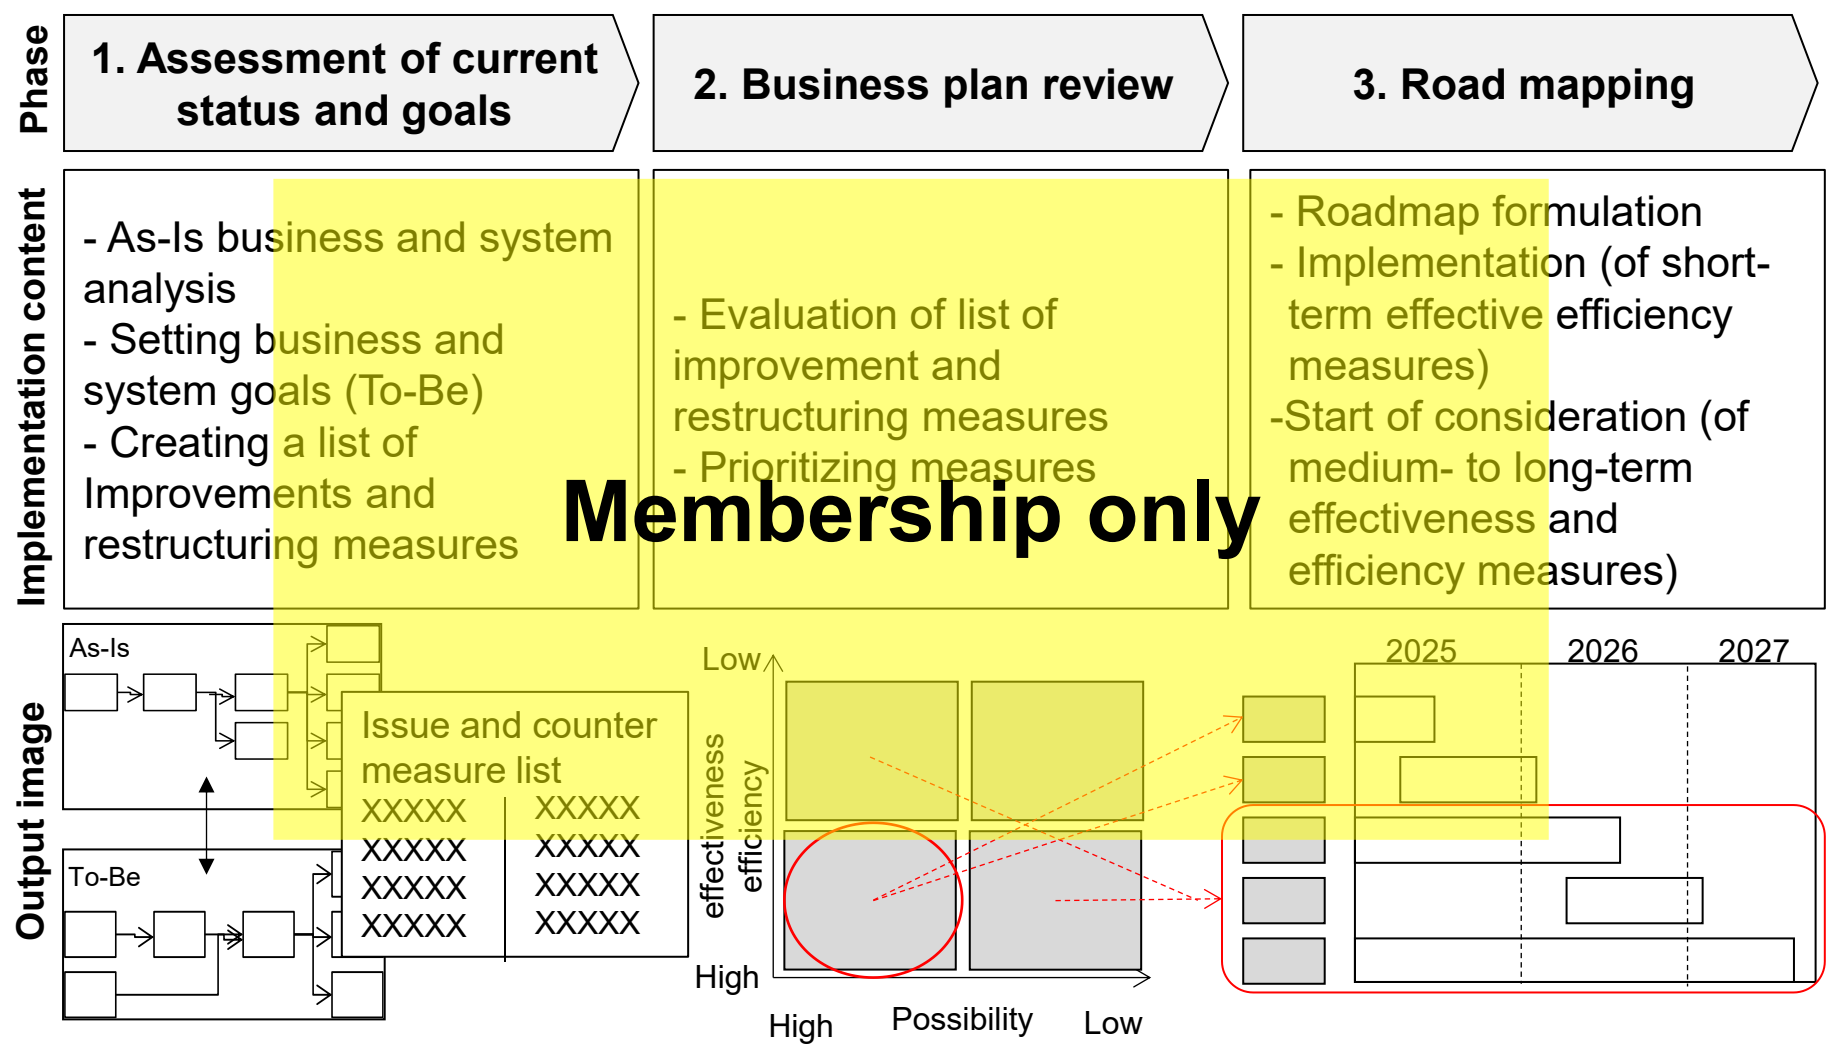 Phase
1. Assessment of current
status and goals
2. Business plan review
3. Road mapping
Implementation content
- As-Is business and system
analysis
- Setting business and
system goals (To-Be)
- Creating a list of
Improvements and
restructuring measures
- Evaluation of list of
improvement and
restructuring measures
- Prioritizing measures
- Roadmap formulation
- Implementation (of short-
term effective efficiency
measures)
-Start of consideration (of
medium- to long-term
effectiveness and
efficiency measures)
Membership only
Output image
As-Is
To-Be
Issue and counter
measure list
XXXXX XXXXX
XXXXX XXXXX
XXXXX XXXXX
XXXXX XXXXX
Low
effectiveness
efficiency
High
High Possibility Low
2025 2026 2027